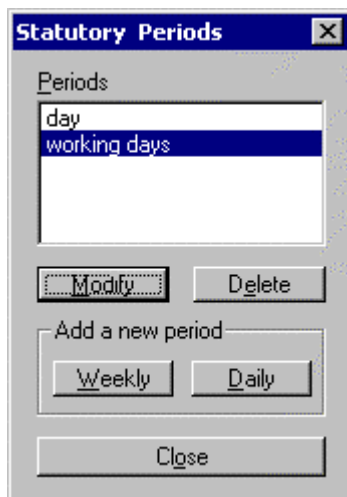 Statutory Periods
Periods
day
working days
Modify Delete
Add a new period
Weekly Daily
Close